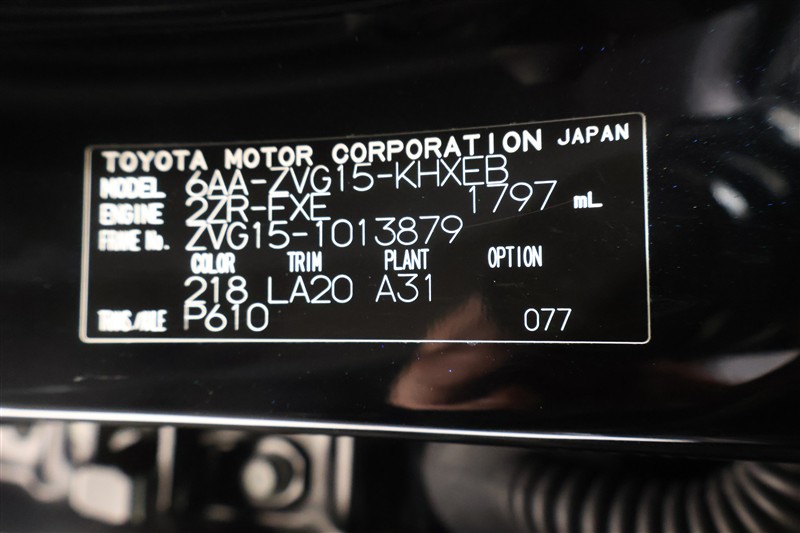 TOYOTA MOTOR CORPORATION JAPAN
MODEL 6AA-ZVG15-KHXEB
ENGINE 2ZR-FXE 1797 mL
FRAME No. ZVG15-1013879
COLOR TRIM PLANT OPTION
218 LA20 A31
TRANS/AXLE P610 077